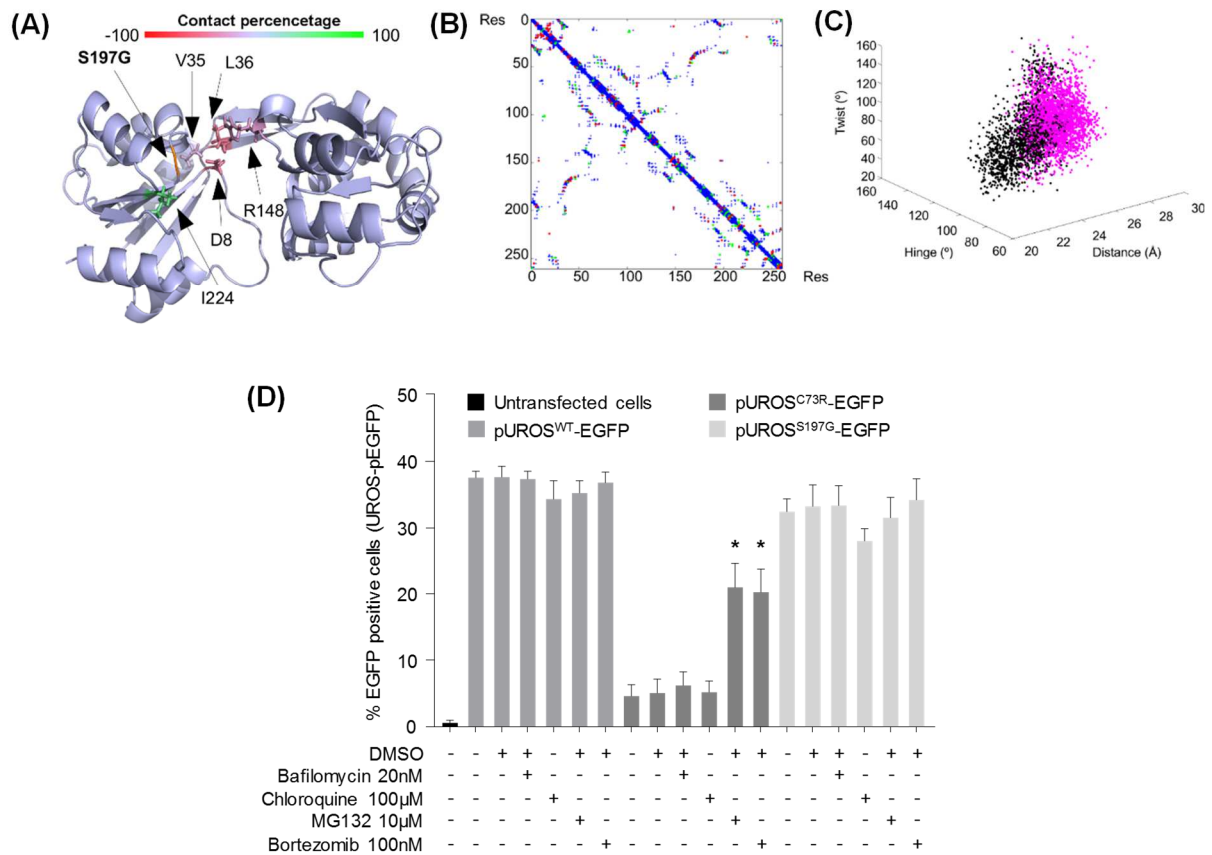 (A)
Contact percencetage
-100 100
S197G
V35
L36
R148
D8
I224
(B)
Res
0
50
100
150
200
250
0 50 100 150 200 250 Res
(C)
Twist (º)
160
140
120
100
80
60
40
20
160
140
120
100
80
60
Hinge (º)
20
22
24
26
28
30
Distance (Å)
(D)
% EGFP positive cells (UROS-pEGFP)
50
40
30
20
10
0
Untransfected cells
pUROSᵂᵀ-EGFP
pUROSC73R-EGFP
pUROSS197G-EGFP
* *
DMSO - - + + - + + - + + - + + - + + - + +
Bafilomycin 20nM - - - + - - - - - + - - - - - + - - -
Chloroquine 100µM - - - - + - - - - - + - - - - - + - -
MG132 10µM - - - - - + - - - - - + - - - - - + -
Bortezomib 100nM - - - - - - + - - - - - + - - - - - +